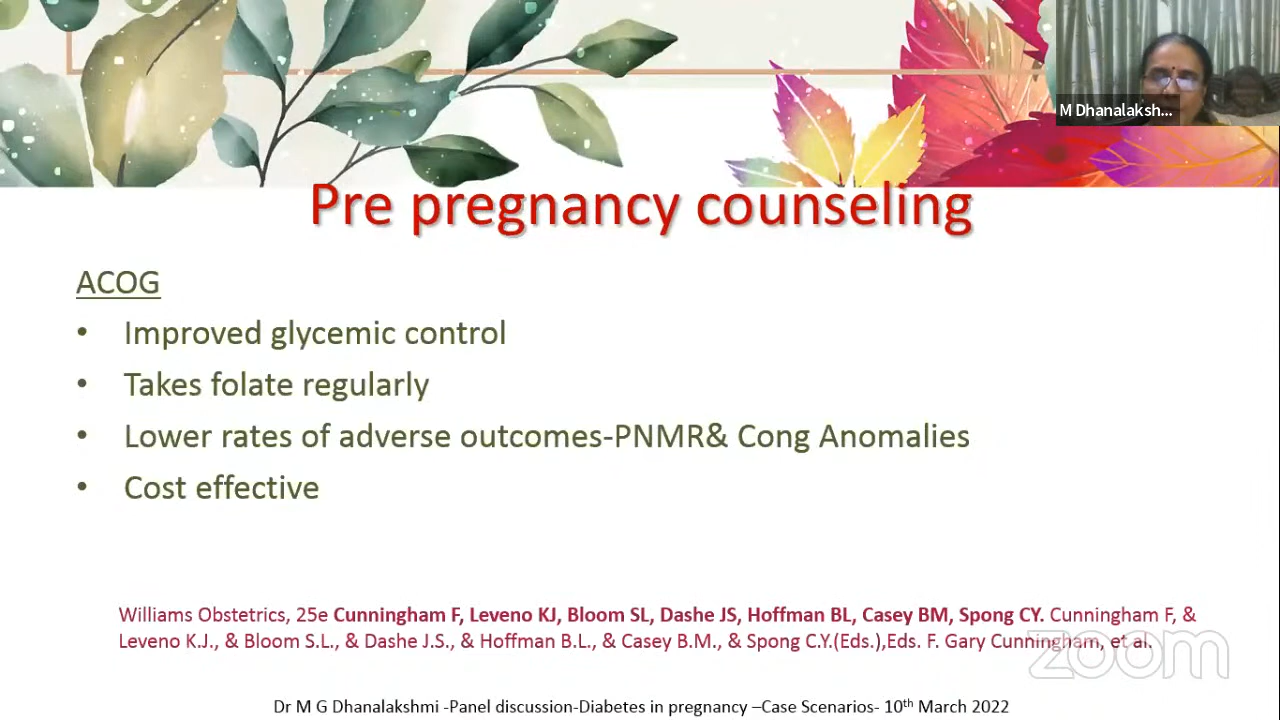 M Dhanalaksh...
Pre pregnancy counseling
ACOG
• Improved glycemic control
• Takes folate regularly
• Lower rates of adverse outcomes-PNMR& Cong Anomalies
• Cost effective
Williams Obstetrics, 25e Cunningham F, Leveno KJ, Bloom SL, Dashe JS, Hoffman BL, Casey BM, Spong CY. Cunningham F, &
Leveno K.J., & Bloom S.L., & Dashe J.S., & Hoffman B.L., & Casey B.M., & Spong C.Y.(Eds.),Eds. F. Gary Cunningham, et al.
zoom
Dr M G Dhanalakshmi -Panel discussion-Diabetes in pregnancy –Case Scenarios- 10th March 2022